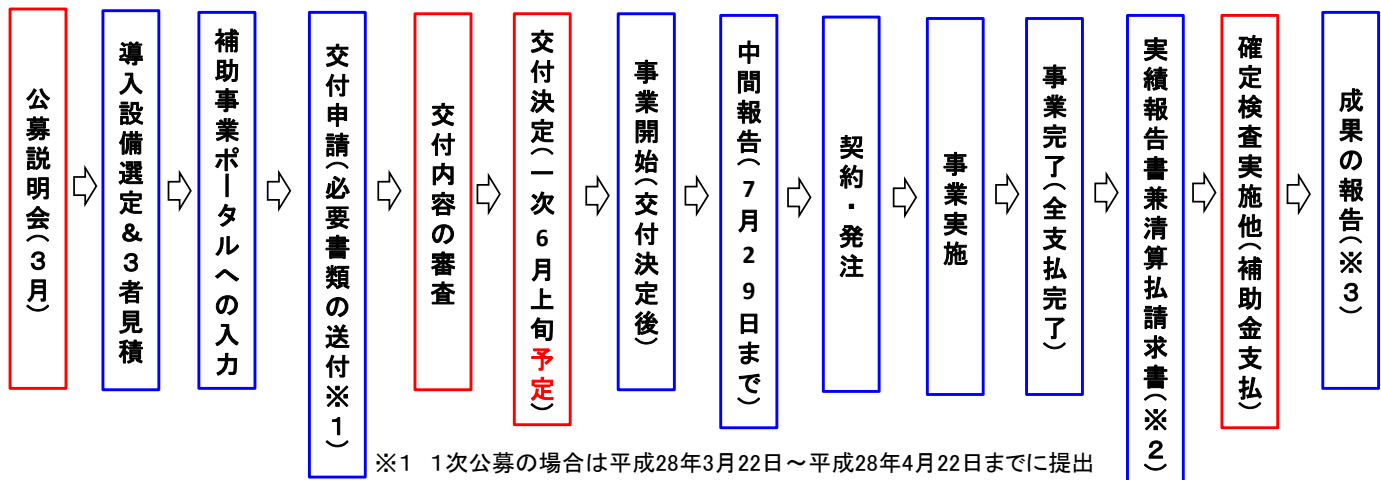 公募説明会(3月)
導入設備選定&3者見積
補助事業ポータルへの入力
交付申請(必要書類の送付※1)
交付内容の審査
交付決定(一次6月上旬予定)
事業開始(交付決定後)
中間報告(7月29日まで)
契約・発注
事業実施
事業完了(全支払完了)
実績報告書兼清算払請求書(※2)
確定検査実施他(補助金支払)
成果の報告(※3)
※1 1次公募の場合は平成28年3月22日~平成28年4月22日までに提出